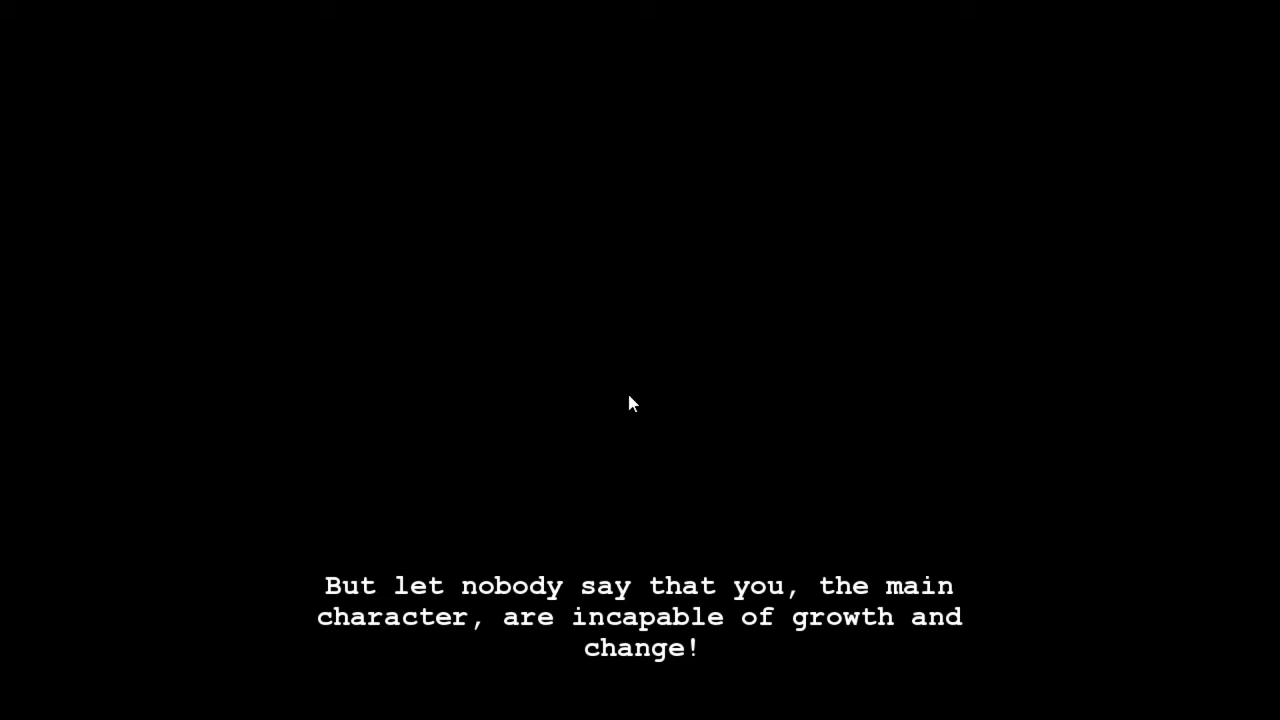 But let nobody say that you, the main
character, are incapable of growth and
change!